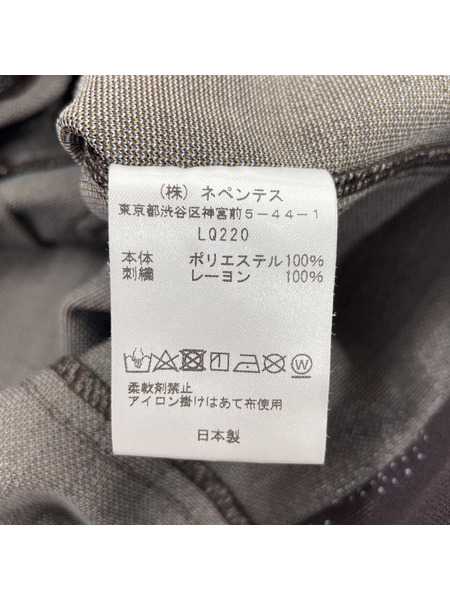 (株) ネペンテス
東京都渋谷区神宮前5-44-1
LQ220
本体 ポリエステル100%
刺繍 レーヨン 100%
W
柔軟剤禁止
アイロン掛けはあて布使用
日本製